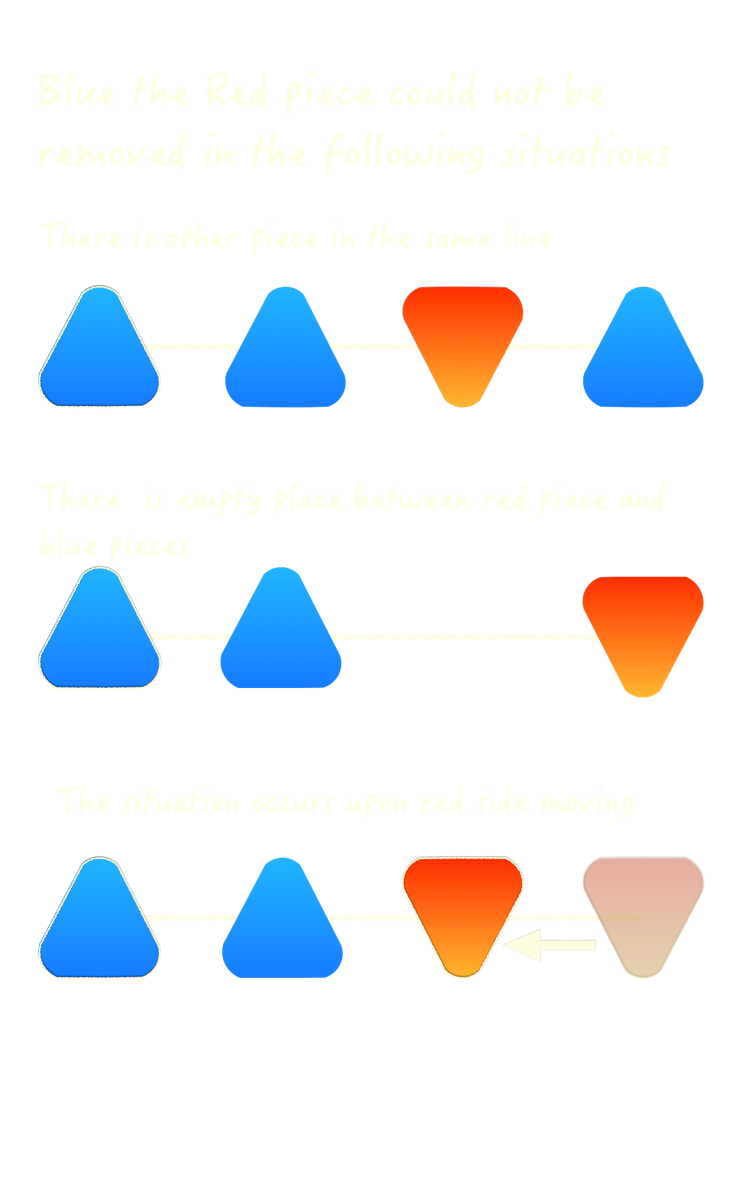 Blue the Red piece could not be
removed in the following situations
There is other piece in the same line
There is empty place between red piece and
blue pieces
The situation occurs upon red side moving